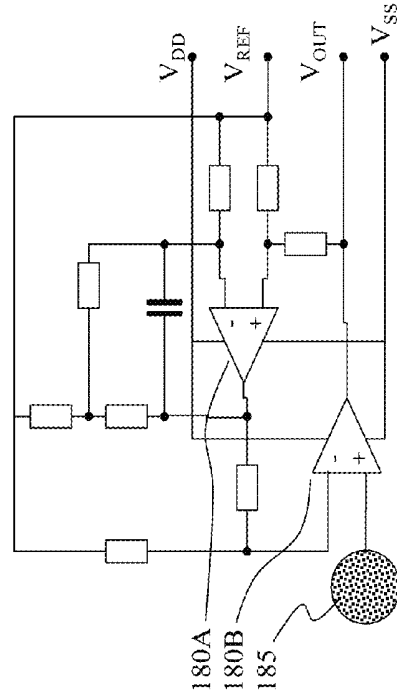 V_DD
V_REF
V_OUT
V_SS
- +
- +
180A
180B
185